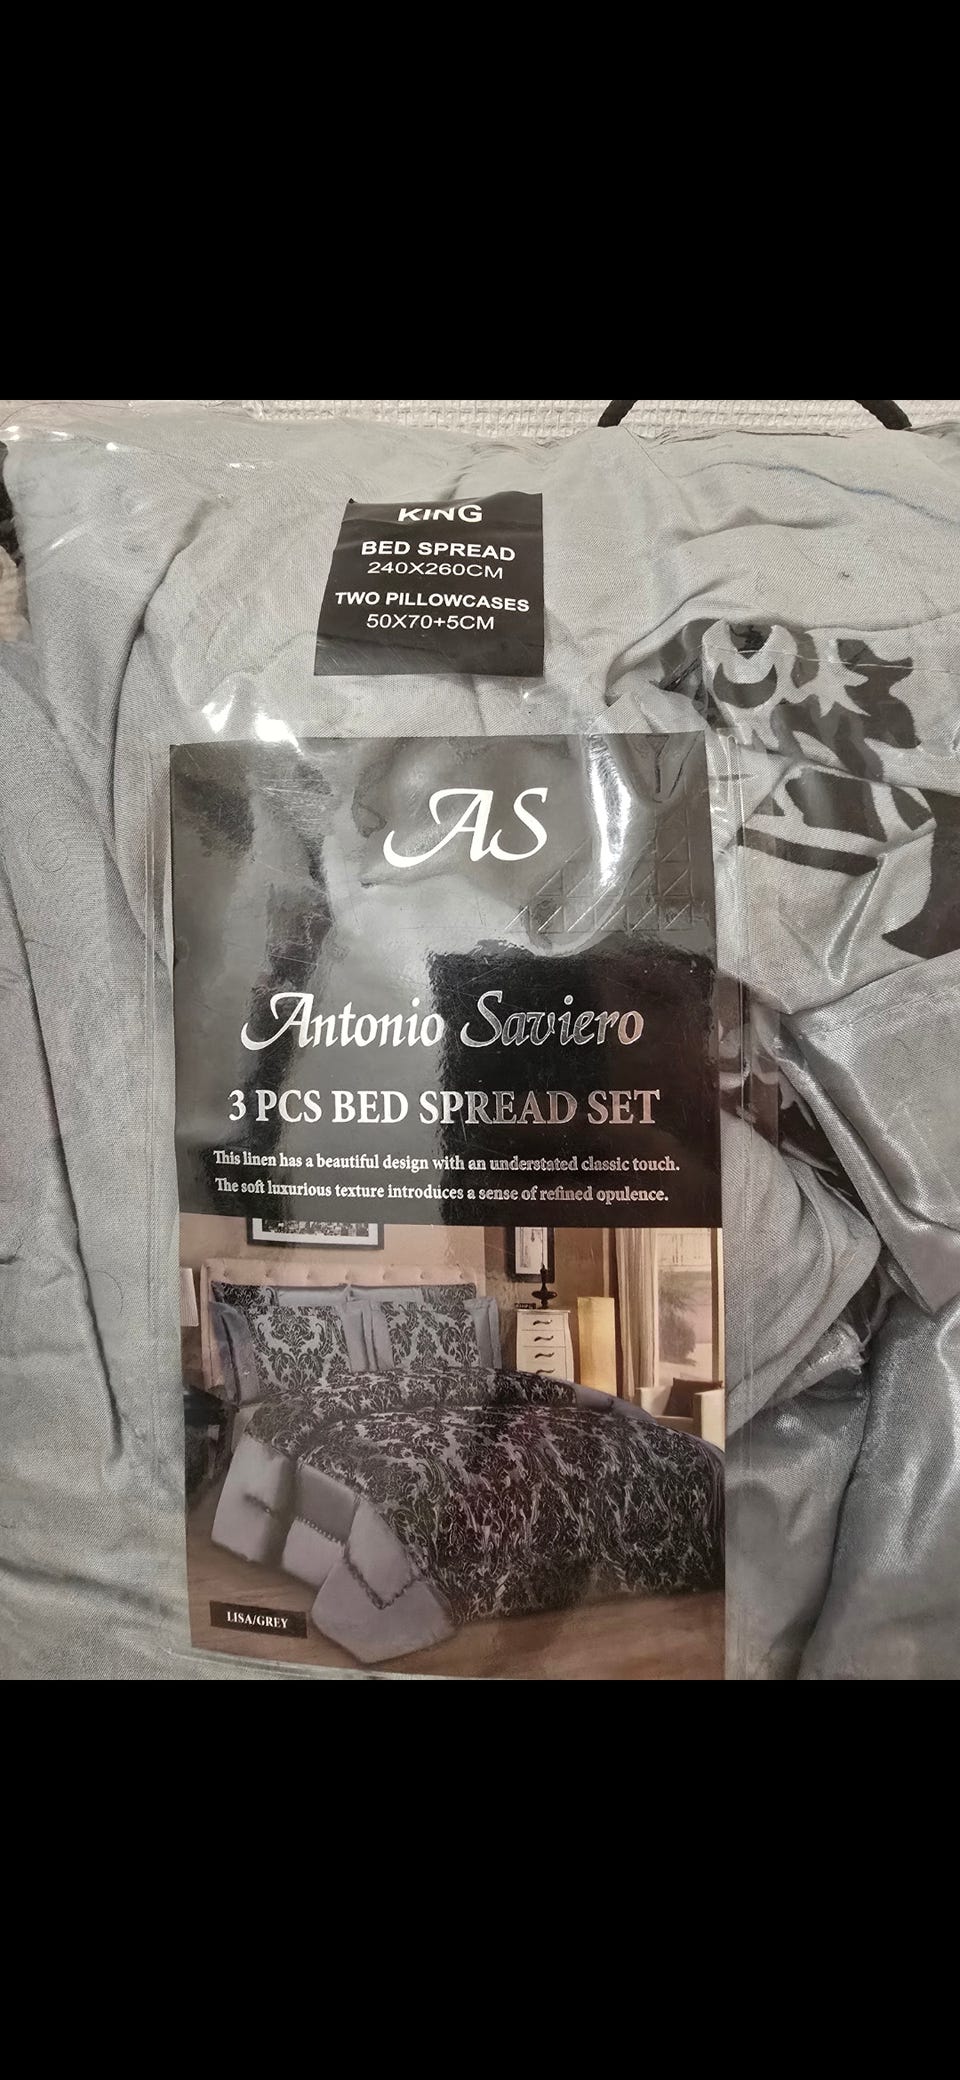 KING
BED SPREAD
240X260CM
TWO PILLOWCASES
50X70+5CM
AS
Antonio Saviero
3 PCS BED SPREAD SET
This linen has a beautiful design with an understated classic touch.
The soft luxurious texture introduces a sense of refined opulence.
LISA/GREY